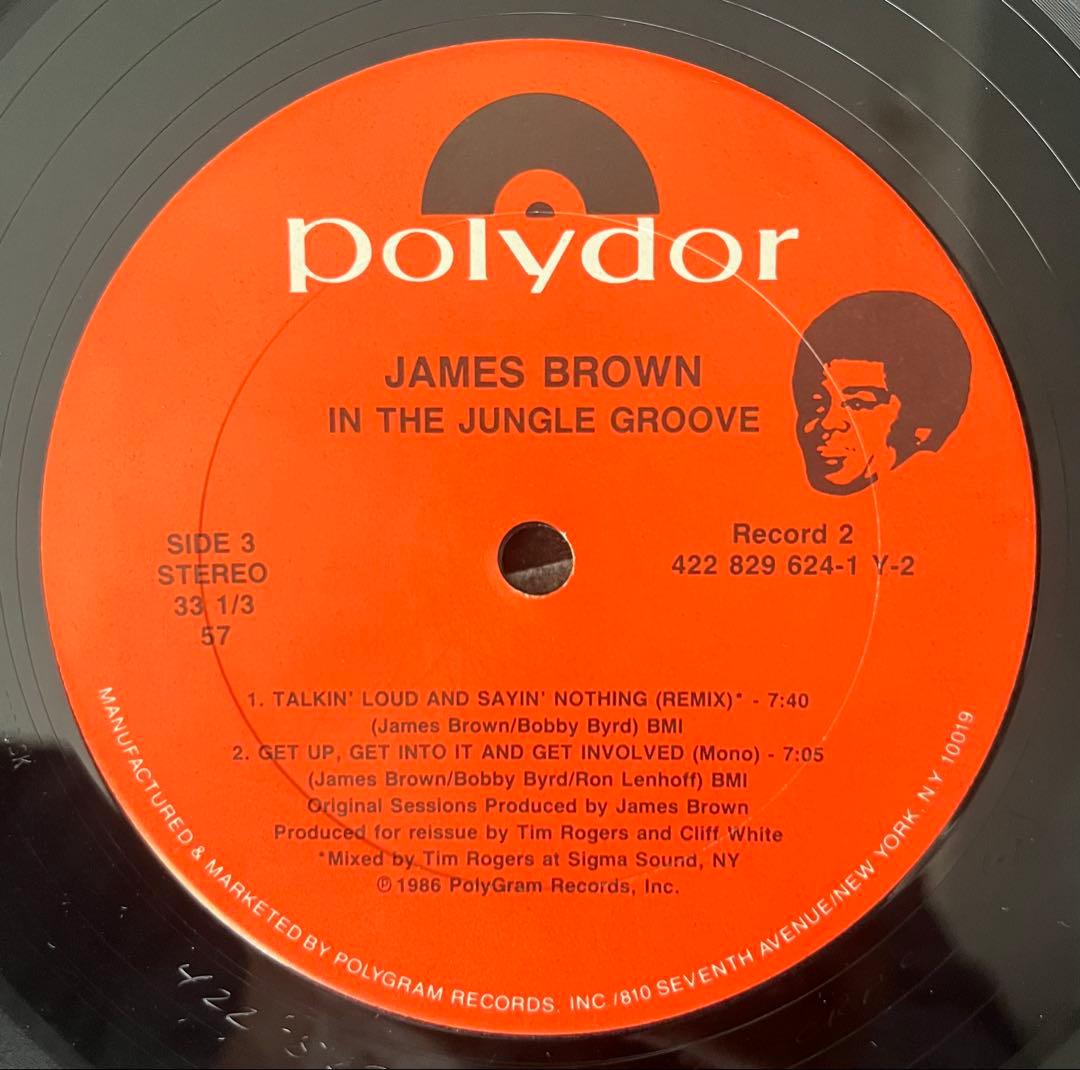 polydor
JAMES BROWN
IN THE JUNGLE GROOVE
SIDE 3
STEREO
33 1/3
57
Record 2
422 829 624-1 Y-2
1. TALKIN' LOUD AND SAYIN' NOTHING (REMIX)* - 7:40
(James Brown/Bobby Byrd) BMI
2. GET UP, GET INTO IT AND GET INVOLVED (Mono) - 7:05
(James Brown/Bobby Byrd/Ron Lenhoff) BMI
Original Sessions Produced by James Brown
Produced for reissue by Tim Rogers and Cliff White
*Mixed by Tim Rogers at Sigma Sound, NY
℗ 1986 PolyGram Records, Inc.
MANUFACTURED & MARKETED BY POLYGRAM RECORDS, INC /810 SEVENTH AVENUE/NEW YORK, N.Y 10019
422